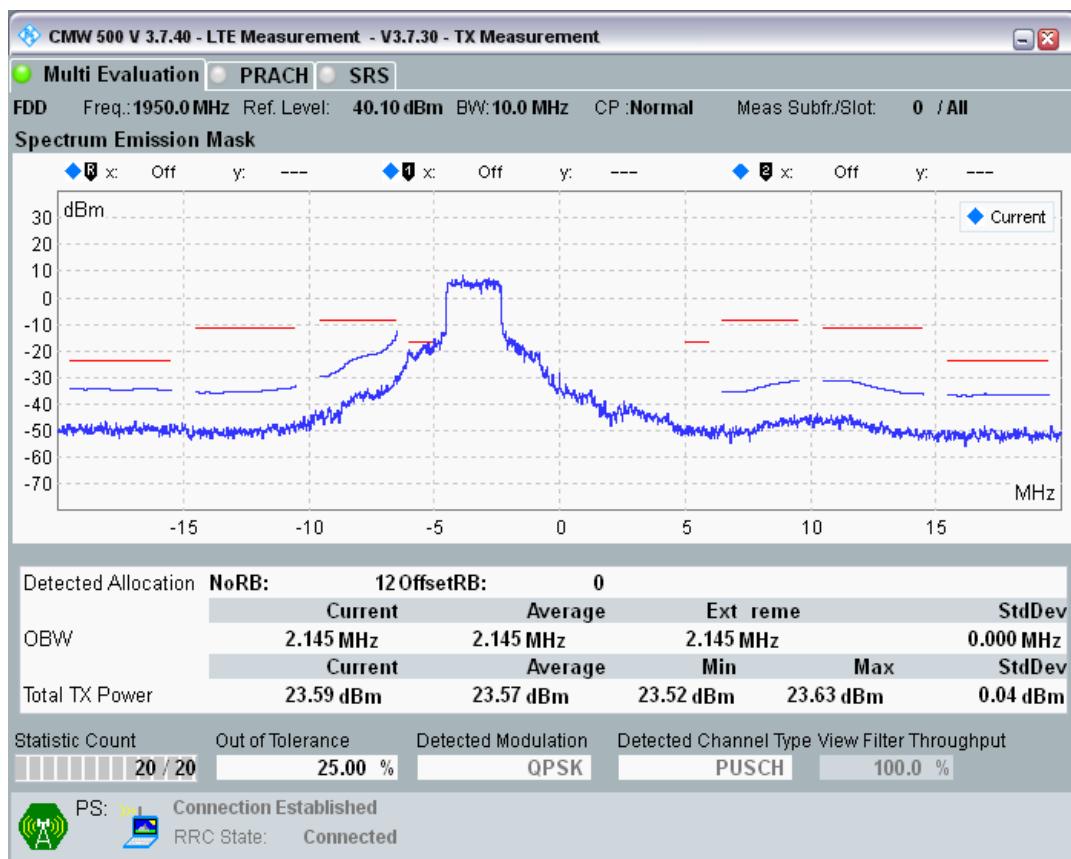 CMW 500 V 3.7.40 - LTE Measurement - V3.7.30 - TX Measurement
Multi Evaluation PRACH SRS
FDD Freq.: 1950.0 MHz Ref. Level: 40.10 dBm BW: 10.0 MHz CP :Normal Meas Subfr./Slot: 0 / All
Spectrum Emission Mask
R x: Off y: --- 1 x: Off y: --- 2 x: Off y: ---
dBm
Current
30
20
10
0
-10
-20
-30
-40
-50
-60
-70
MHz
-15 -10 -5 0 5 10 15
Detected Allocation NoRB: 12 OffsetRB: 0
Current Average Ext reme StdDev
OBW 2.145 MHz 2.145 MHz 2.145 MHz 0.000 MHz
Current Average Min Max StdDev
Total TX Power 23.59 dBm 23.57 dBm 23.52 dBm 23.63 dBm 0.04 dBm
Statistic Count Out of Tolerance Detected Modulation Detected Channel Type View Filter Throughput
20 / 20 25.00 % QPSK PUSCH 100.0 %
PS: Connection Established
RRC State: Connected